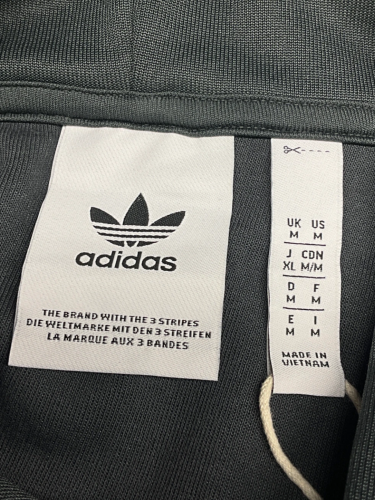 adidas
THE BRAND WITH THE 3 STRIPES
DIE WELTMARKE MIT DEN 3 STREIFEN
LA MARQUE AUX 3 BANDES
UK US
M M
J CDN
XL M/M
D F
M M
E I
M M
MADE IN
VIETNAM